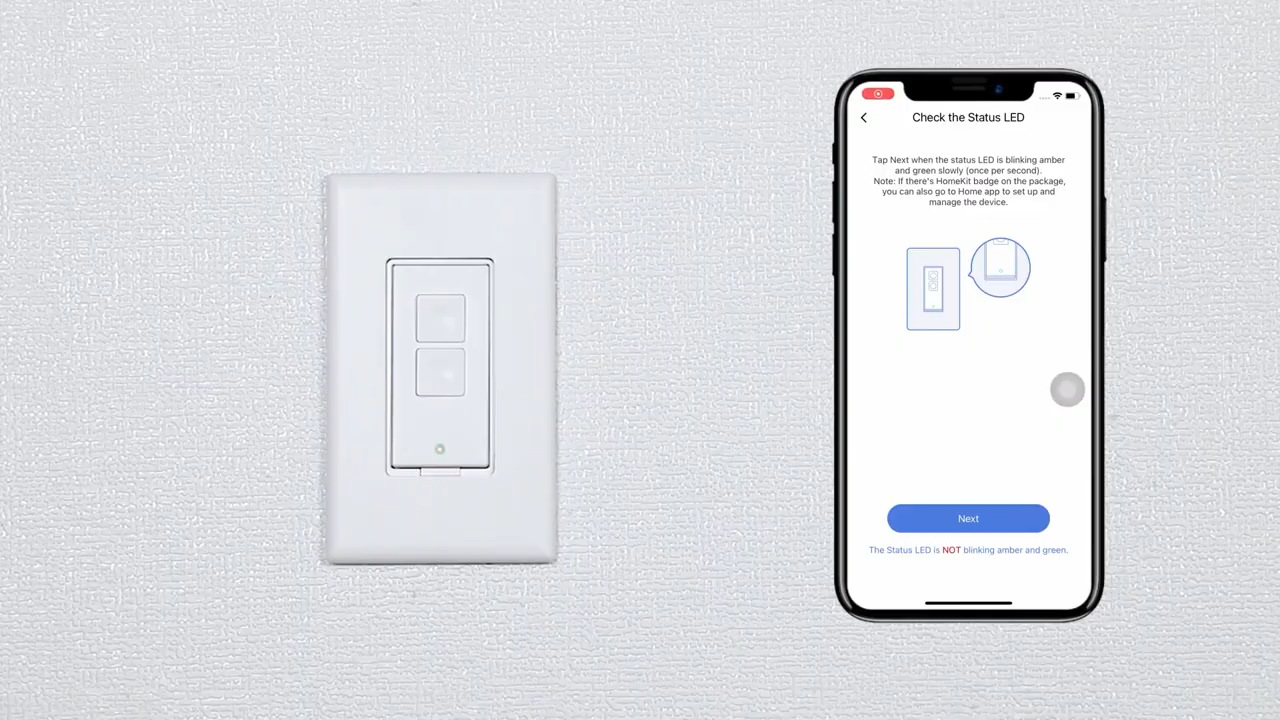 Check the Status LED
Tap Next when the status LED is blinking amber
and green slowly (once per second).
Note: If there's HomeKit badge on the package,
you can also go to Home app to set up and
manage the device.
Next
The Status LED is NOT blinking amber and green.